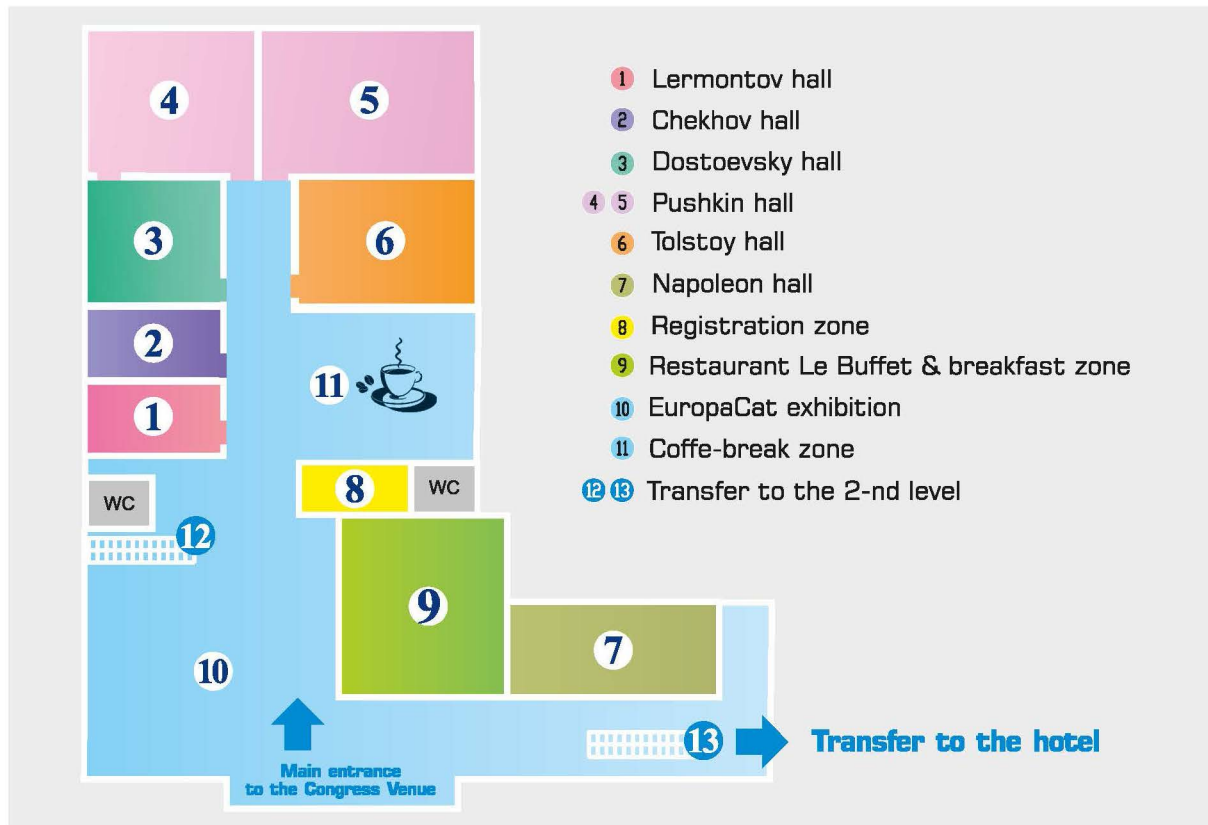 4
5
3
6
2
11
1
WC
8
WC
12
9
7
10
13
Transfer to the hotel
Main entrance
to the Congress Venue
1 Lermontov hall
2 Chekhov hall
3 Dostoevsky hall
4 5 Pushkin hall
6 Tolstoy hall
7 Napoleon hall
8 Registration zone
9 Restaurant Le Buffet & breakfast zone
10 EuropaCat exhibition
11 Coffe-break zone
12 13 Transfer to the 2-nd level